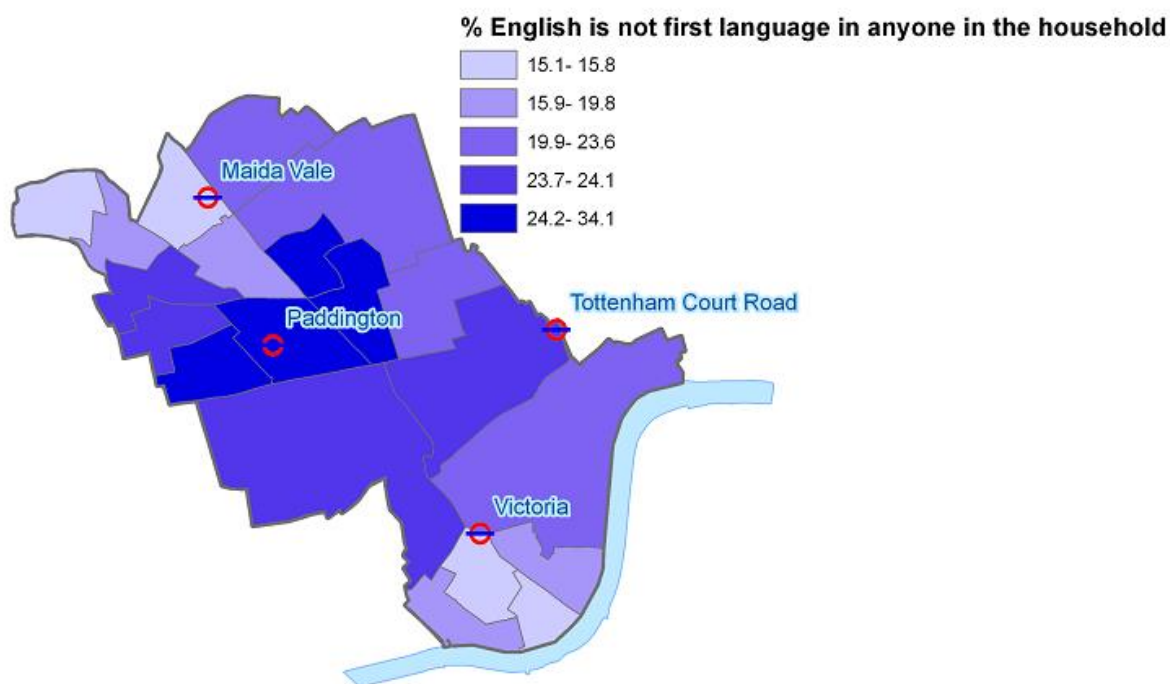 % English is not first language in anyone in the household
15.1- 15.8
15.9- 19.8
19.9- 23.6
23.7- 24.1
24.2- 34.1
Maida Vale
Tottenham Court Road
Paddington
Victoria